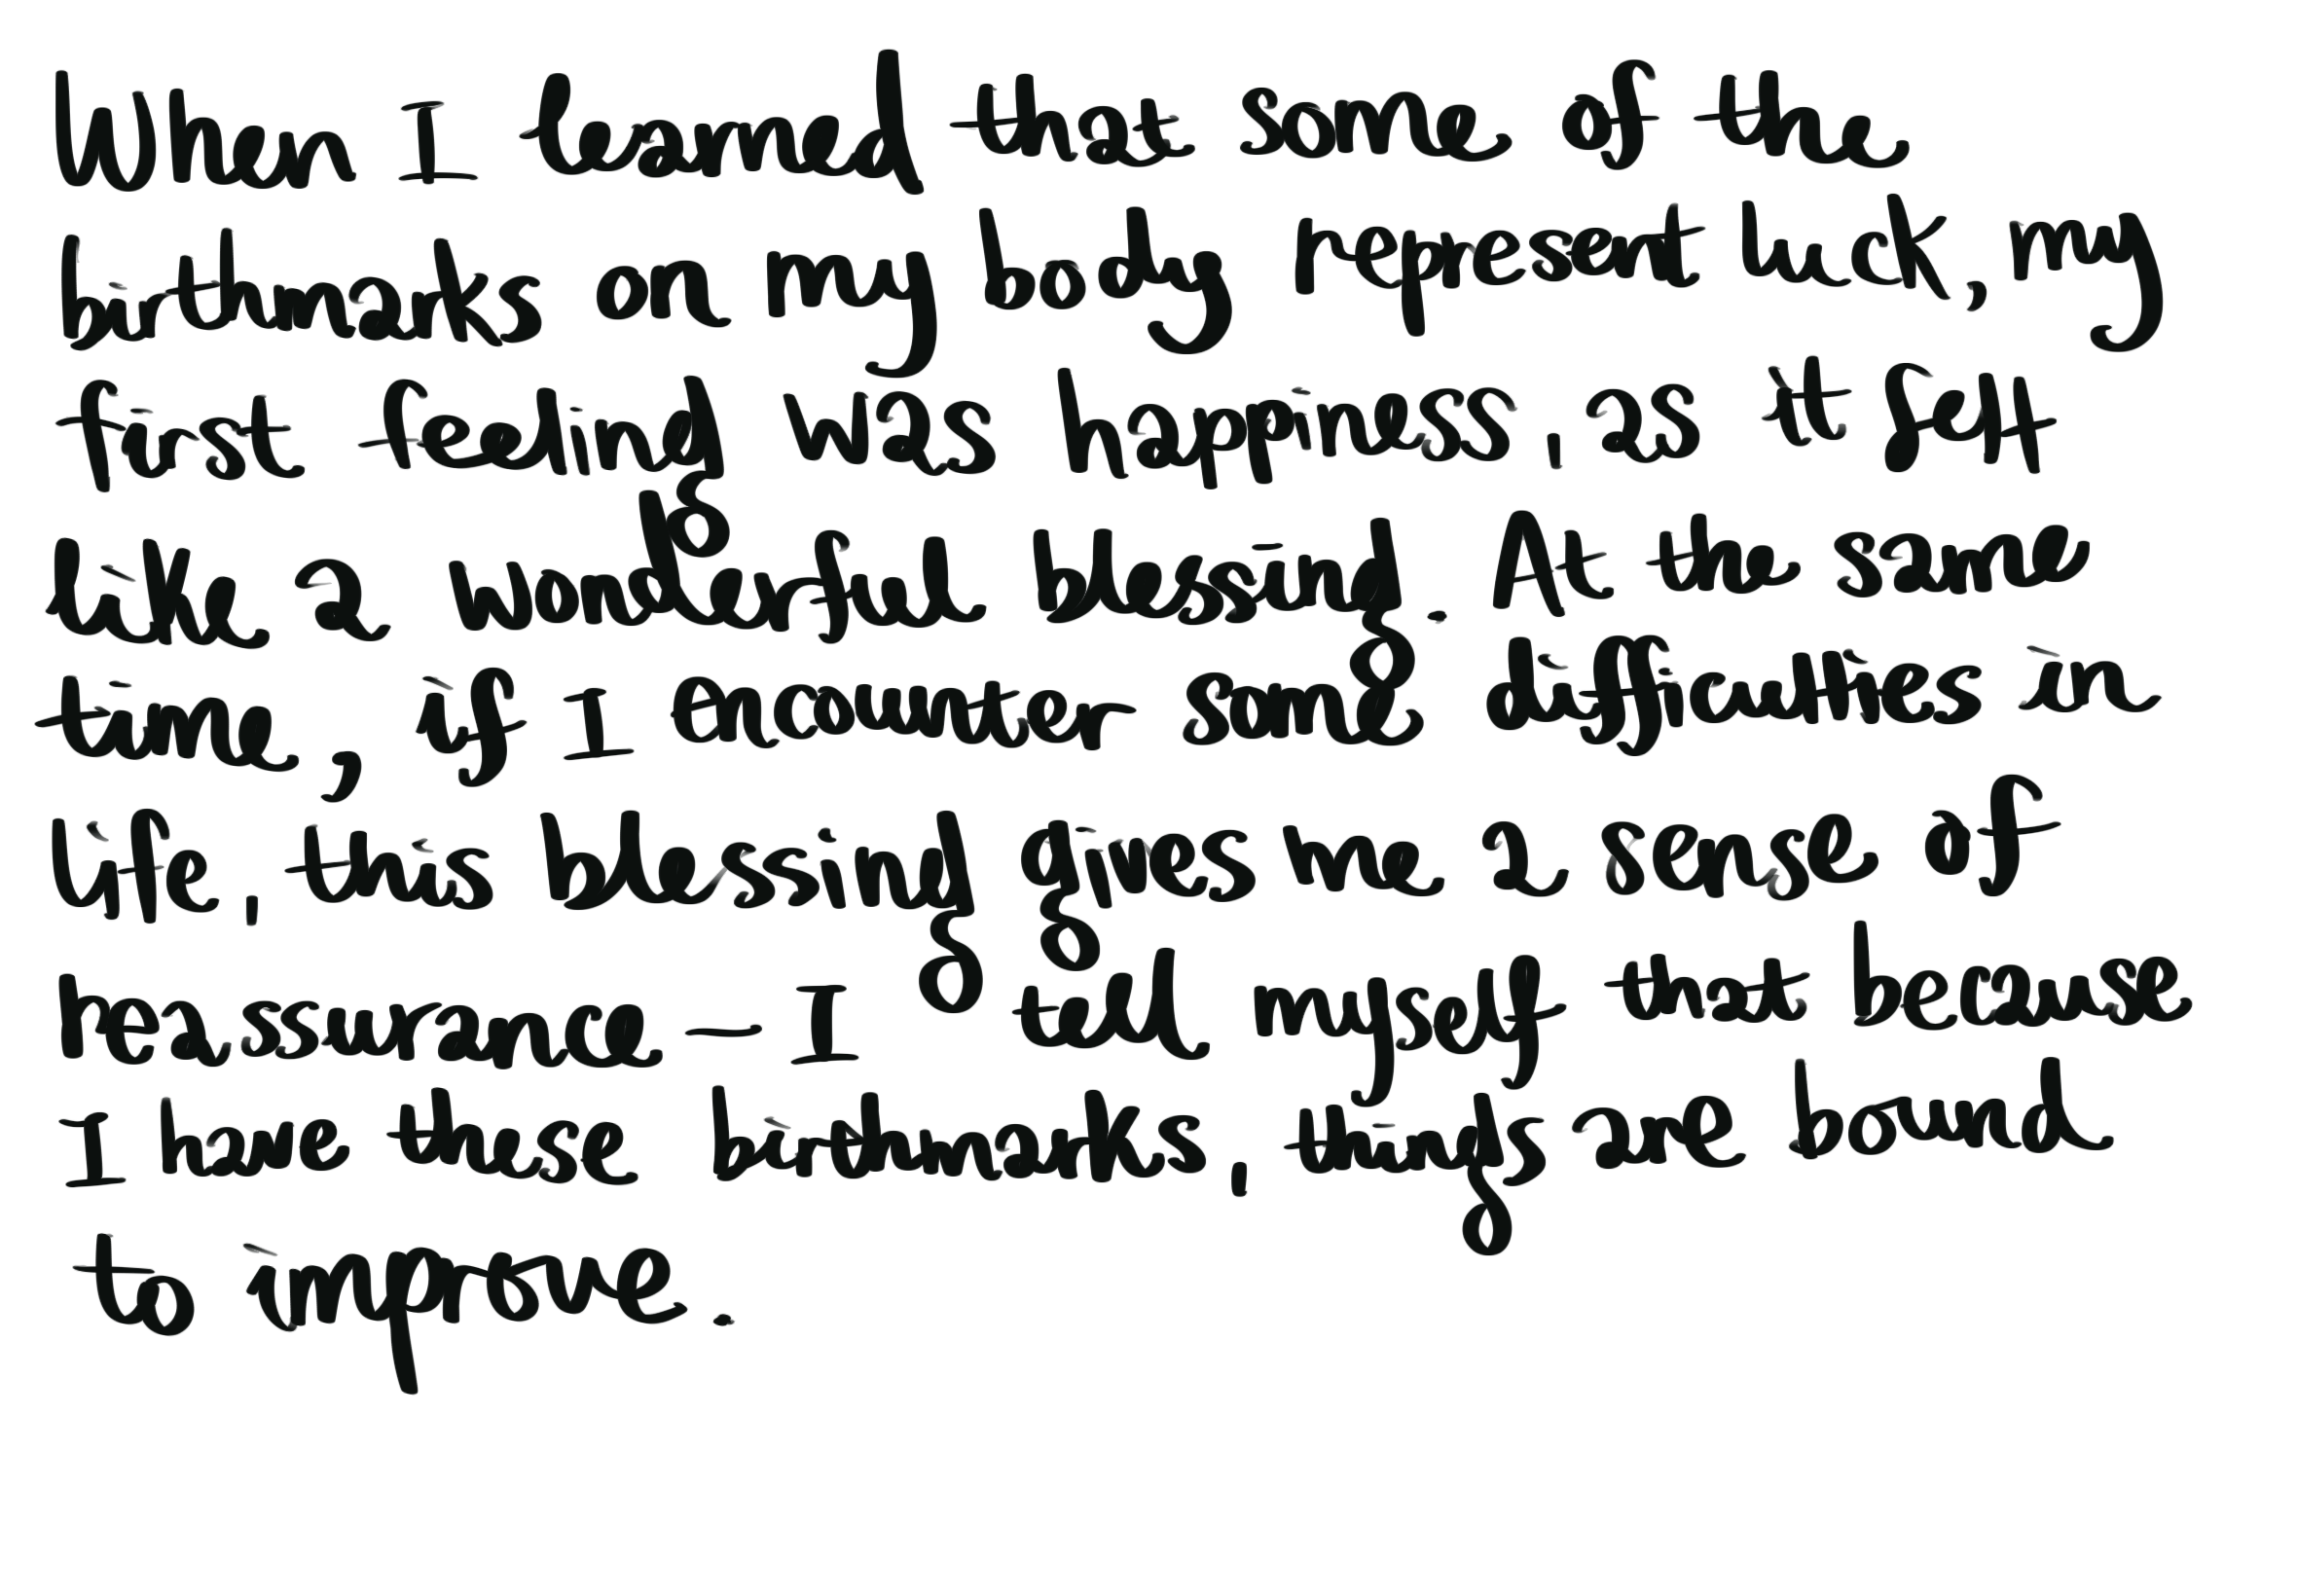 When I learned that some of the
birthmarks on my body represent luck, my
first feeling was happiness, as it felt
like a wonderful blessing. At the same
time, if I encounter some difficulties in
life, this blessing gives me a sense of
reassurance - I tell myself that because
I have these birthmarks, things are bound
to improve.